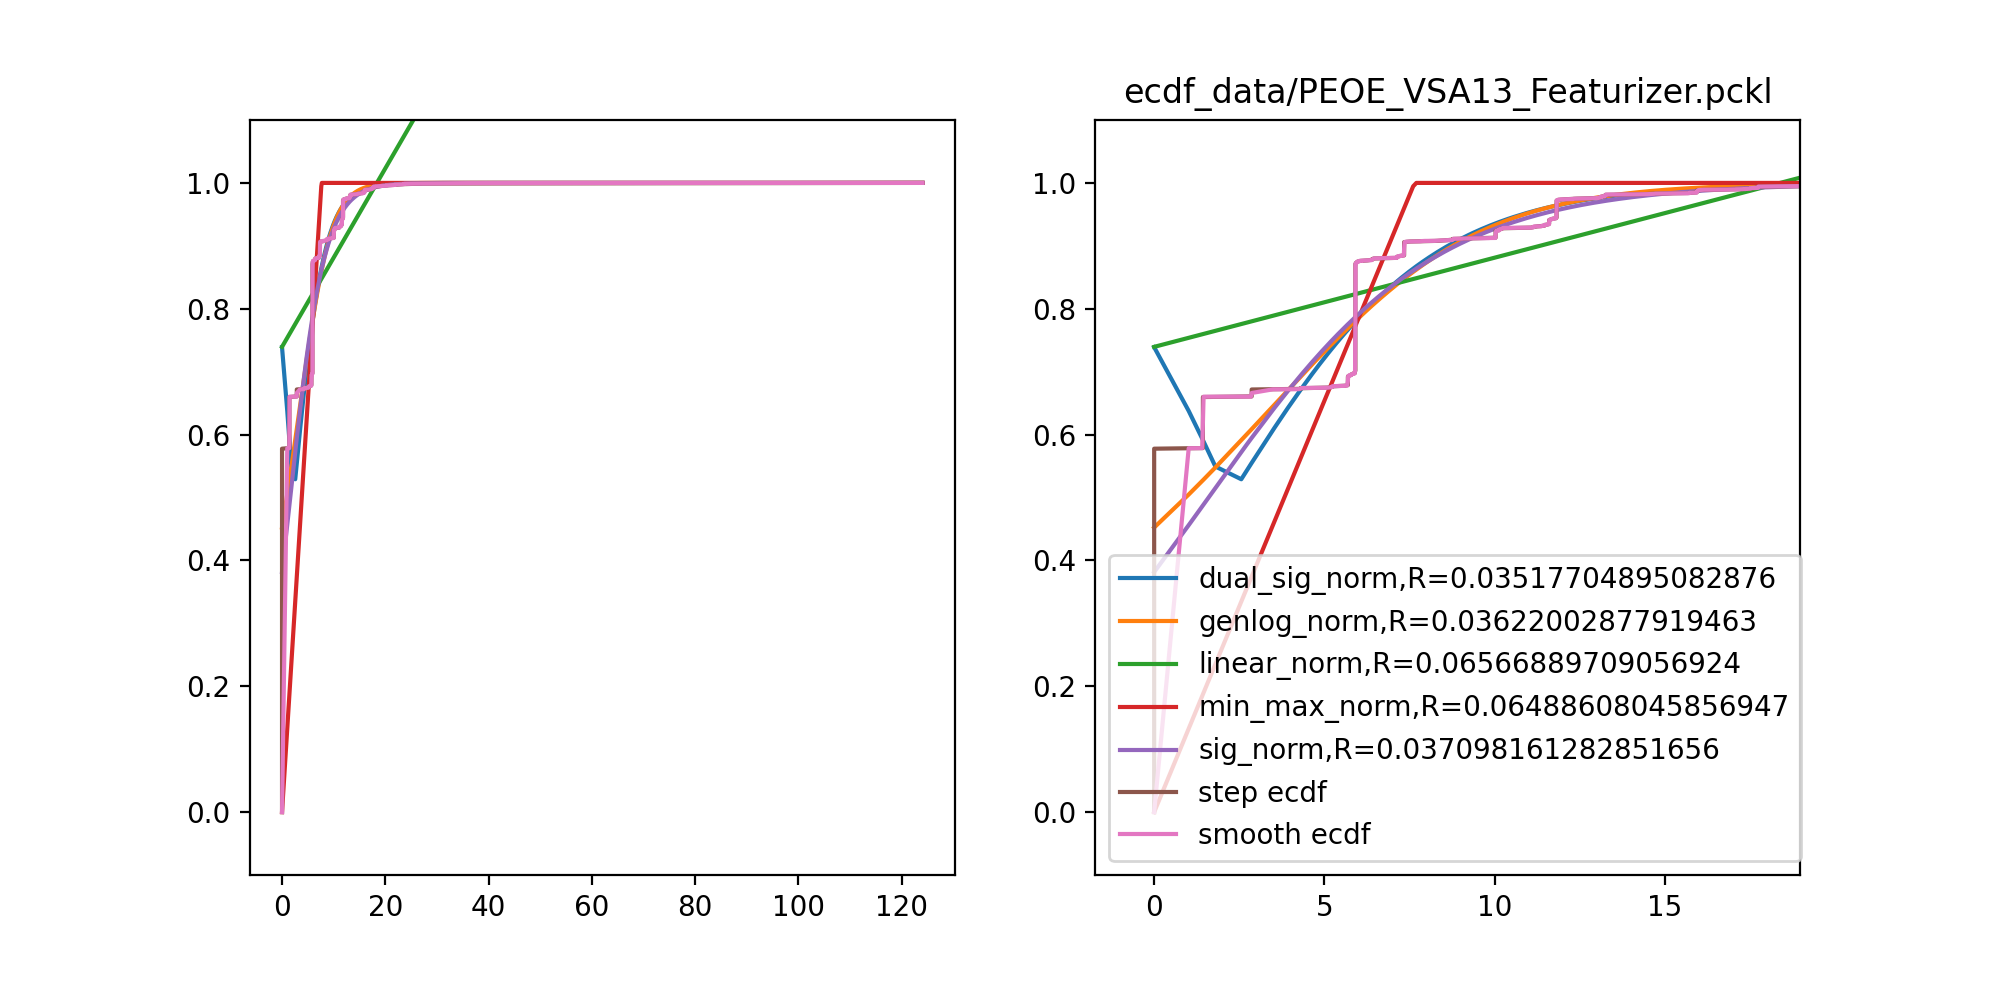 ecdf_data/PEOE_VSA13_Featurizer.pckl
1.0
0.8
0.6
0.4
0.2
0.0
0 20 40 60 80 100 120
1.0
0.8
0.6
0.4
0.2
0.0
0 5 10 15
dual_sig_norm,R=0.03517704895082876
genlog_norm,R=0.03622002877919463
linear_norm,R=0.06566889709056924
min_max_norm,R=0.06488608045856947
sig_norm,R=0.037098161282851656
step ecdf
smooth ecdf